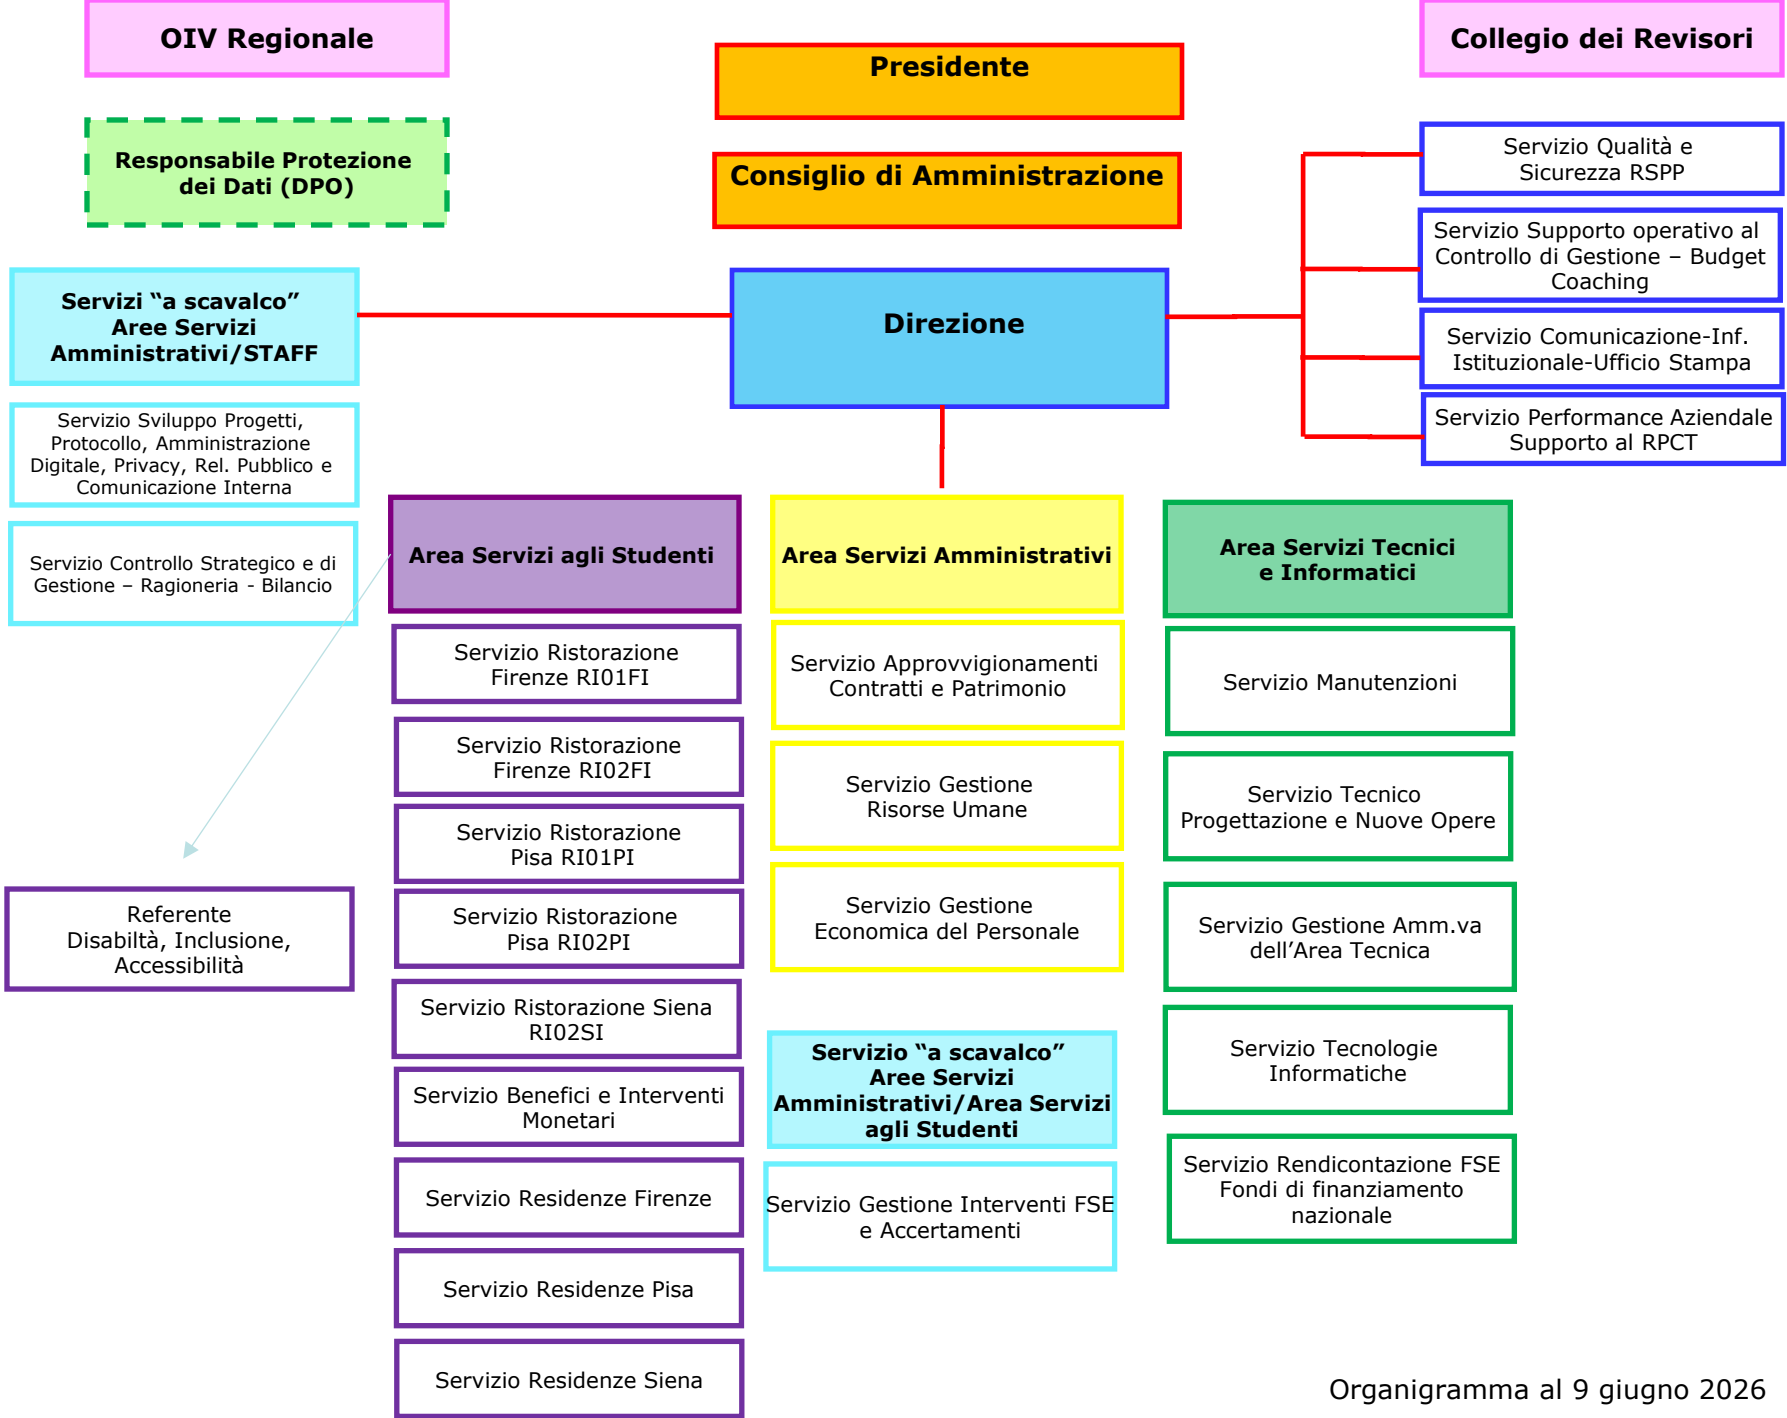 OIV Regionale
Presidente
Collegio dei Revisori
Responsabile Protezione
dei Dati (DPO)
Consiglio di Amministrazione
Servizio Qualità e
Sicurezza RSPP
Servizio Supporto operativo al
Controllo di Gestione – Budget
Coaching
Servizio Comunicazione-Inf.
Istituzionale-Ufficio Stampa
Servizio Performance Aziendale
Supporto al RPCT
Servizi “a scavalco”
Aree Servizi
Amministrativi/STAFF
Direzione
Servizio Sviluppo Progetti,
Protocollo, Amministrazione
Digitale, Privacy, Rel. Pubblico e
Comunicazione Interna
Servizio Controllo Strategico e di
Gestione – Ragioneria - Bilancio
Referente
Disabiltà, Inclusione,
Accessibilità
Area Servizi agli Studenti
Servizio Ristorazione
Firenze RI01FI
Servizio Ristorazione
Firenze RI02FI
Servizio Ristorazione
Pisa RI01PI
Servizio Ristorazione
Pisa RI02PI
Servizio Ristorazione Siena
RI02SI
Servizio Benefici e Interventi
Monetari
Servizio Residenze Firenze
Servizio Residenze Pisa
Servizio Residenze Siena
Area Servizi Amministrativi
Servizio Approvvigionamenti
Contratti e Patrimonio
Servizio Gestione
Risorse Umane
Servizio Gestione
Economica del Personale
Servizio “a scavalco”
Aree Servizi
Amministrativi/Area Servizi
agli Studenti
Servizio Gestione Interventi FSE
e Accertamenti
Area Servizi Tecnici
e Informatici
Servizio Manutenzioni
Servizio Tecnico
Progettazione e Nuove Opere
Servizio Gestione Amm.va
dell’Area Tecnica
Servizio Tecnologie
Informatiche
Servizio Rendicontazione FSE
Fondi di finanziamento
nazionale
Organigramma al 9 giugno 2026